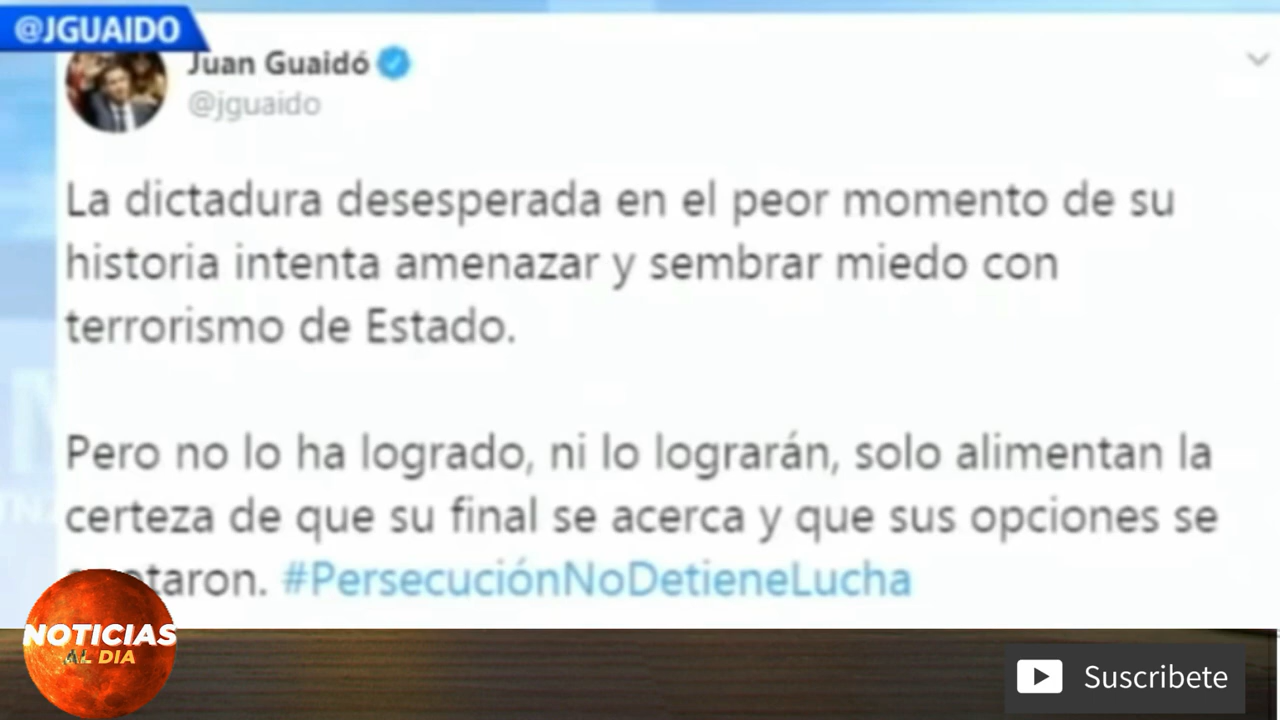 @JGUAIDO
Juan Guaidó
@jguaido
La dictadura desesperada en el peor momento de su
historia intenta amenazar y sembrar miedo con
terrorismo de Estado.
Pero no lo ha logrado, ni lo lograrán, solo alimentan la
certeza de que su final se acerca y que sus opciones se
#PersecuciónNoDetieneLucha
NOTICIAS
AL DIA
Suscribete